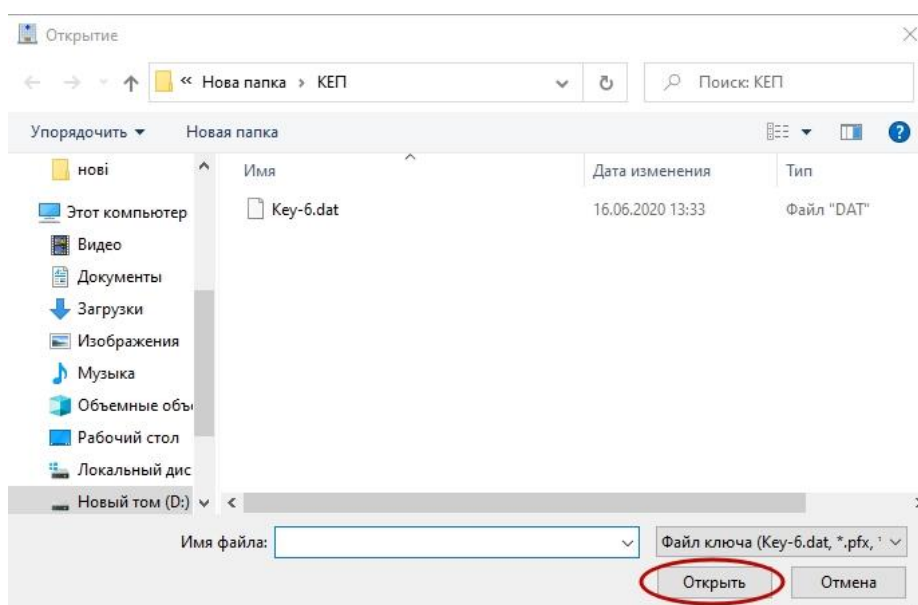 Открытие
« Нова папка › КЕП
Поиск: КЕП
Упорядочить
Новая папка
нові
Имя
Дата изменения
Тип
Этот компьютер
Key-6.dat
16.06.2020 13:33
Файл "DAT"
Видео
Документы
Загрузки
Изображения
Музыка
Объемные объ
Рабочий стол
Локальный дис
Новый том (D:)
Имя файла:
Файл ключа (Key-6.dat, *.pfx,
Открыть
Отмена